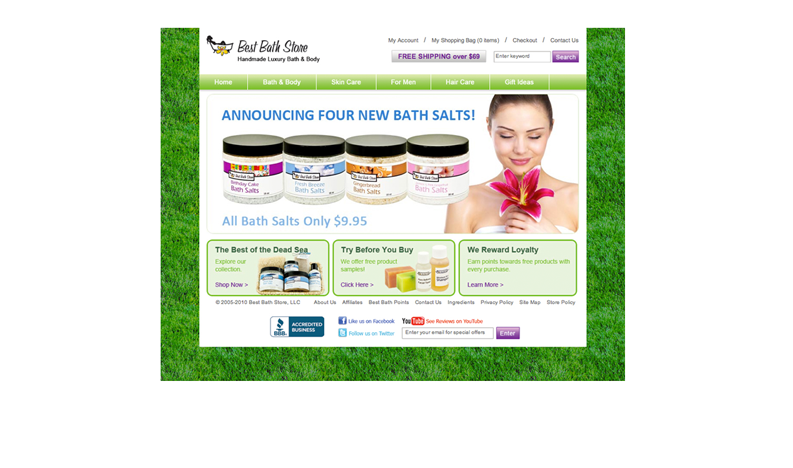 Best Bath Store
Handmade Luxury Bath & Body
My Account / My Shopping Bag (0 items) / Checkout / Contact Us
FREE SHIPPING over $69
Enter keyword
Search
Home
Bath & Body
Skin Care
For Men
Hair Care
Gift Ideas
ANNOUNCING FOUR NEW BATH SALTS!
Birthday Cake
Bath Salts
Fresh Breeze
Bath Salts
Gingerbread
Bath Salts
Bath Salts
All Bath Salts Only $9.95
The Best of the Dead Sea
Explore our
collection.
Shop Now >
Try Before You Buy
We offer free product
samples!
Click Here >
We Reward Loyalty
Earn points towards free products with
every purchase.
Learn More >
© 2005-2010 Best Bath Store, LLC
About Us
Affiliates
Best Bath Points
Contact Us
Ingredients
Privacy Policy
Site Map
Store Policy
BBB.
ACCREDITED
BUSINESS
Like us on Facebook
Follow us on Twitter
YouTube See Reviews on YouTube
Enter your email for special offers
Enter